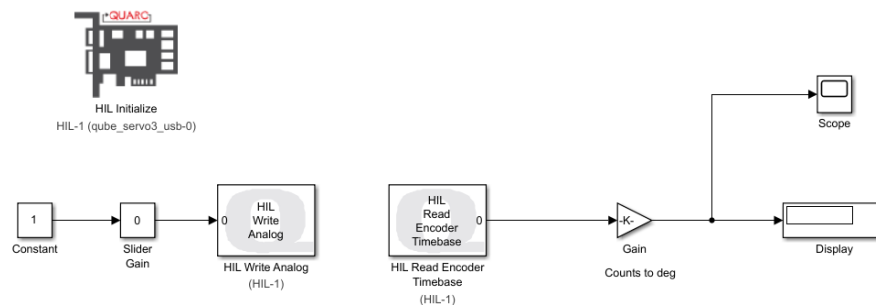 QUARC
HIL Initialize
HIL-1 (qube_servo3_usb-0)
Scope
1
Constant
0
Slider
Gain
0
HIL
Write
Analog
HIL Write Analog
(HIL-1)
HIL
Read
Encoder
Timebase
0
HIL Read Encoder
Timebase
(HIL-1)
-K-
Gain
Counts to deg
Display